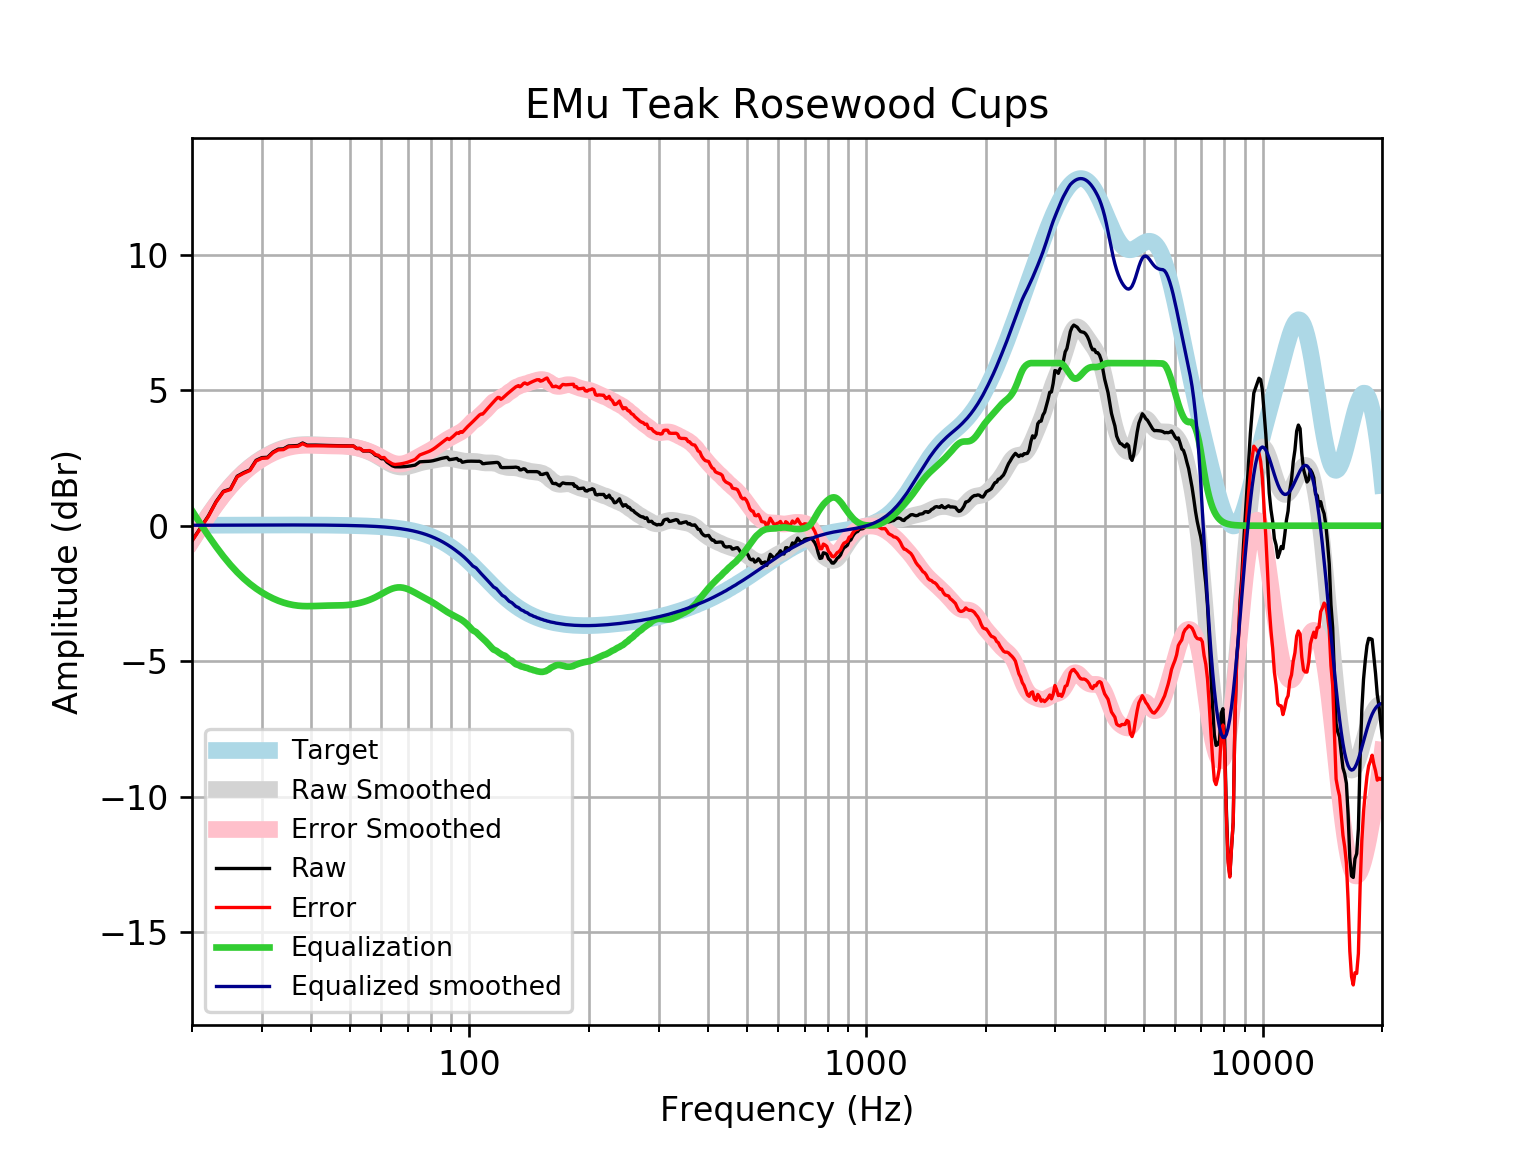 EMu Teak Rosewood Cups
Amplitude (dBr)
10
5
0
−5
−10
−15
Target
Raw Smoothed
Error Smoothed
Raw
Error
Equalization
Equalized smoothed
100 1000 10000
Frequency (Hz)